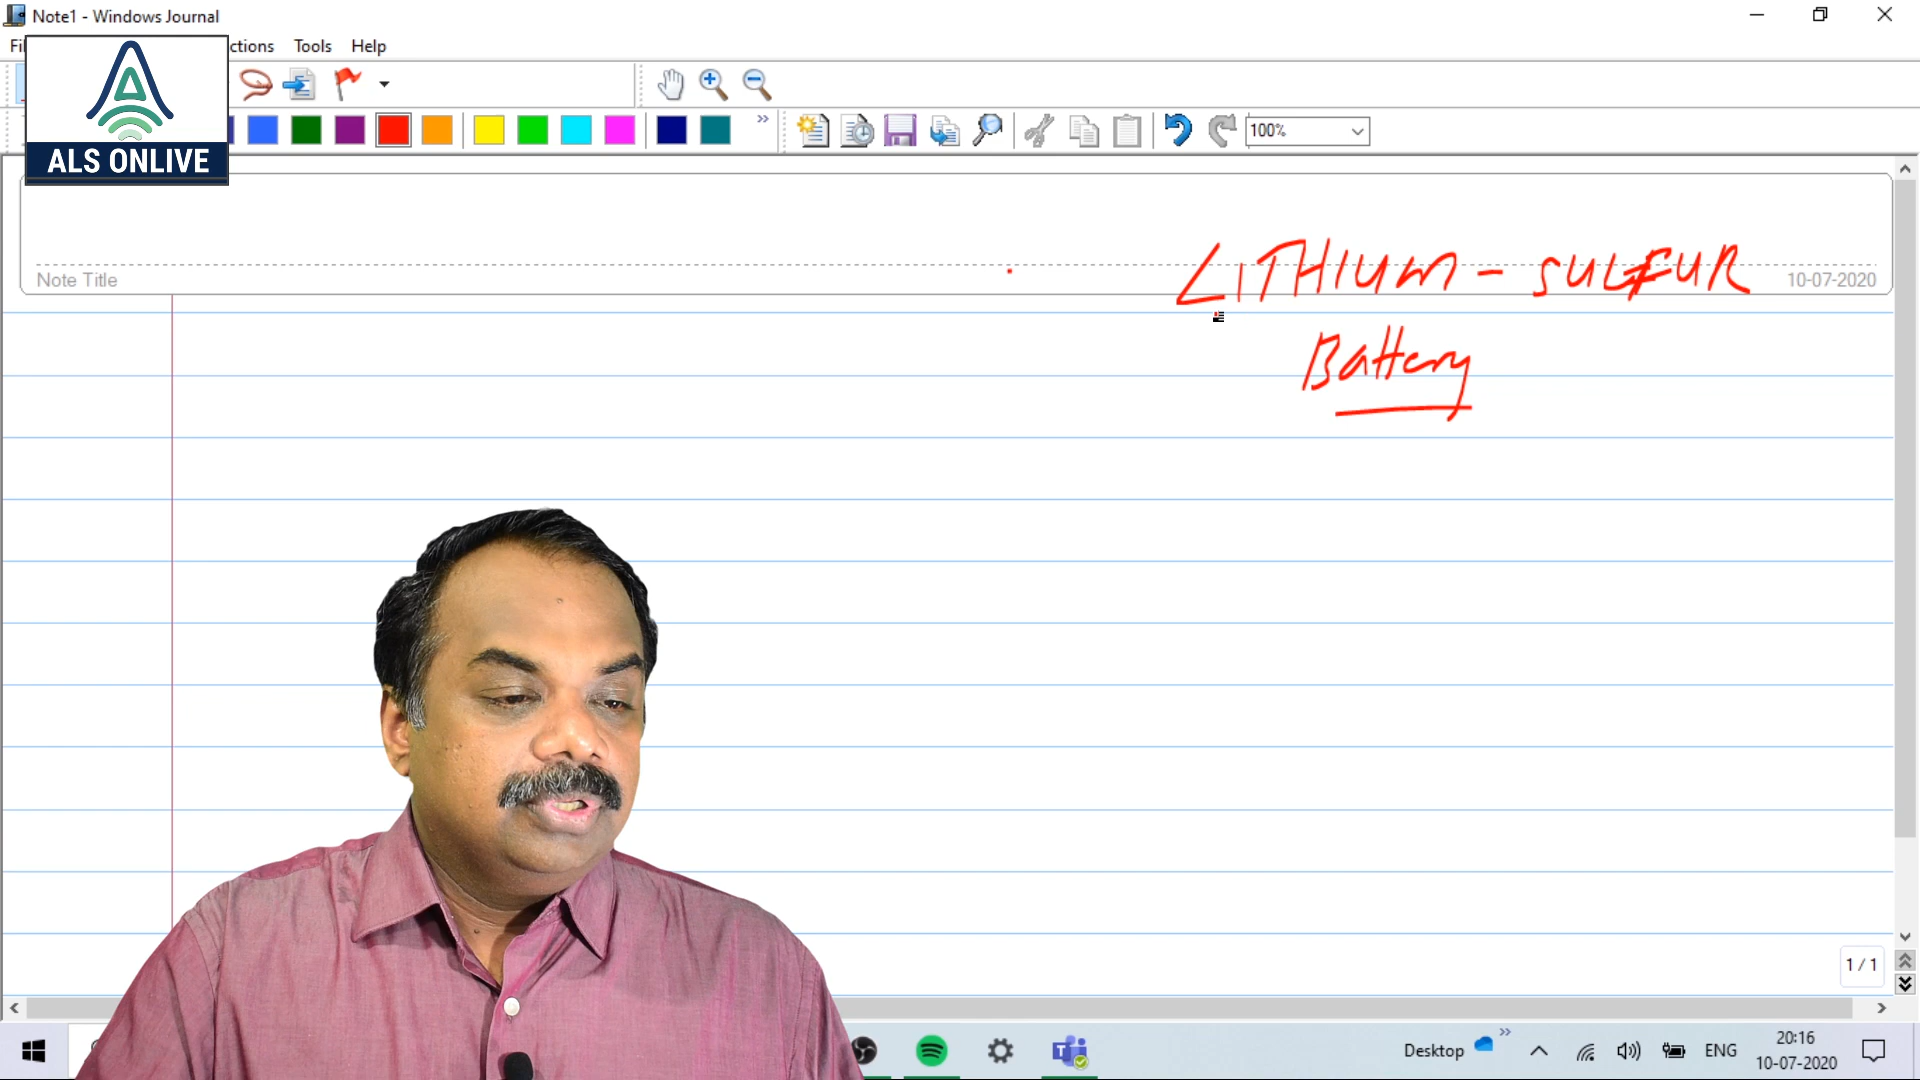 Note1 - Windows Journal
Fi
ctions Tools Help
ALS ONLIVE
100%
LITHIUM - SULFUR
Note Title
10-07-2020
Battery
1 / 1
Desktop
ENG
20:16
10-07-2020